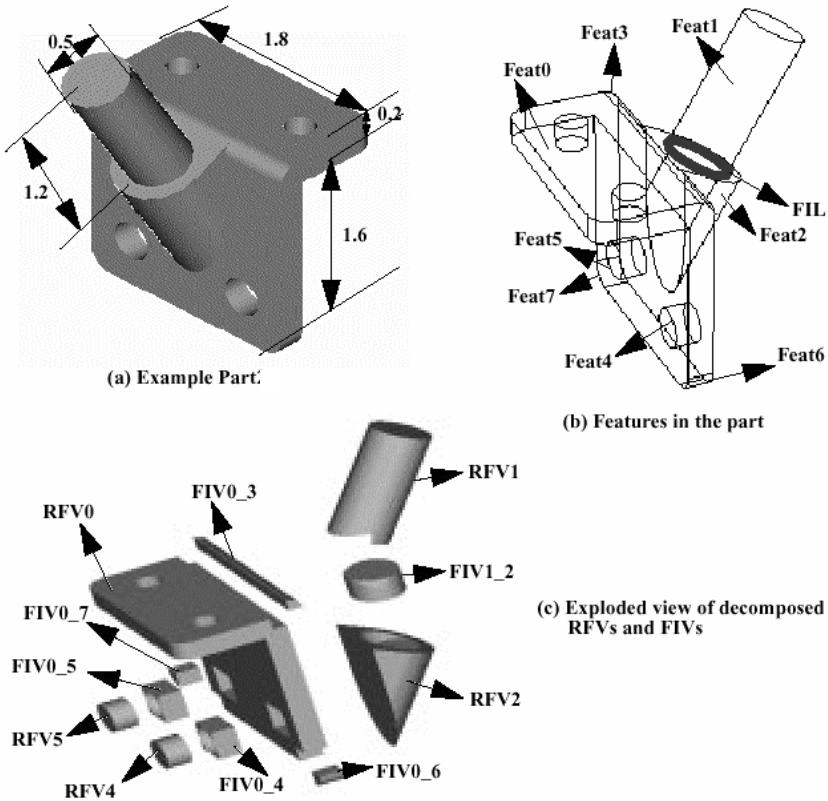 0.5
1.8
0.2
1.2
1.6
(a) Example Part
Feat3
Feat1
Feat0
FIL
Feat2
Feat5
Feat7
Feat4
Feat6
(b) Features in the part
RFV1
FIV0_3
RFV0
FIV1_2
(c) Exploded view of decomposed
RFVs and FIVs
FIV0_7
FIV0_5
RFV2
RFV5
RFV4
FIV0_4
FIV0_6